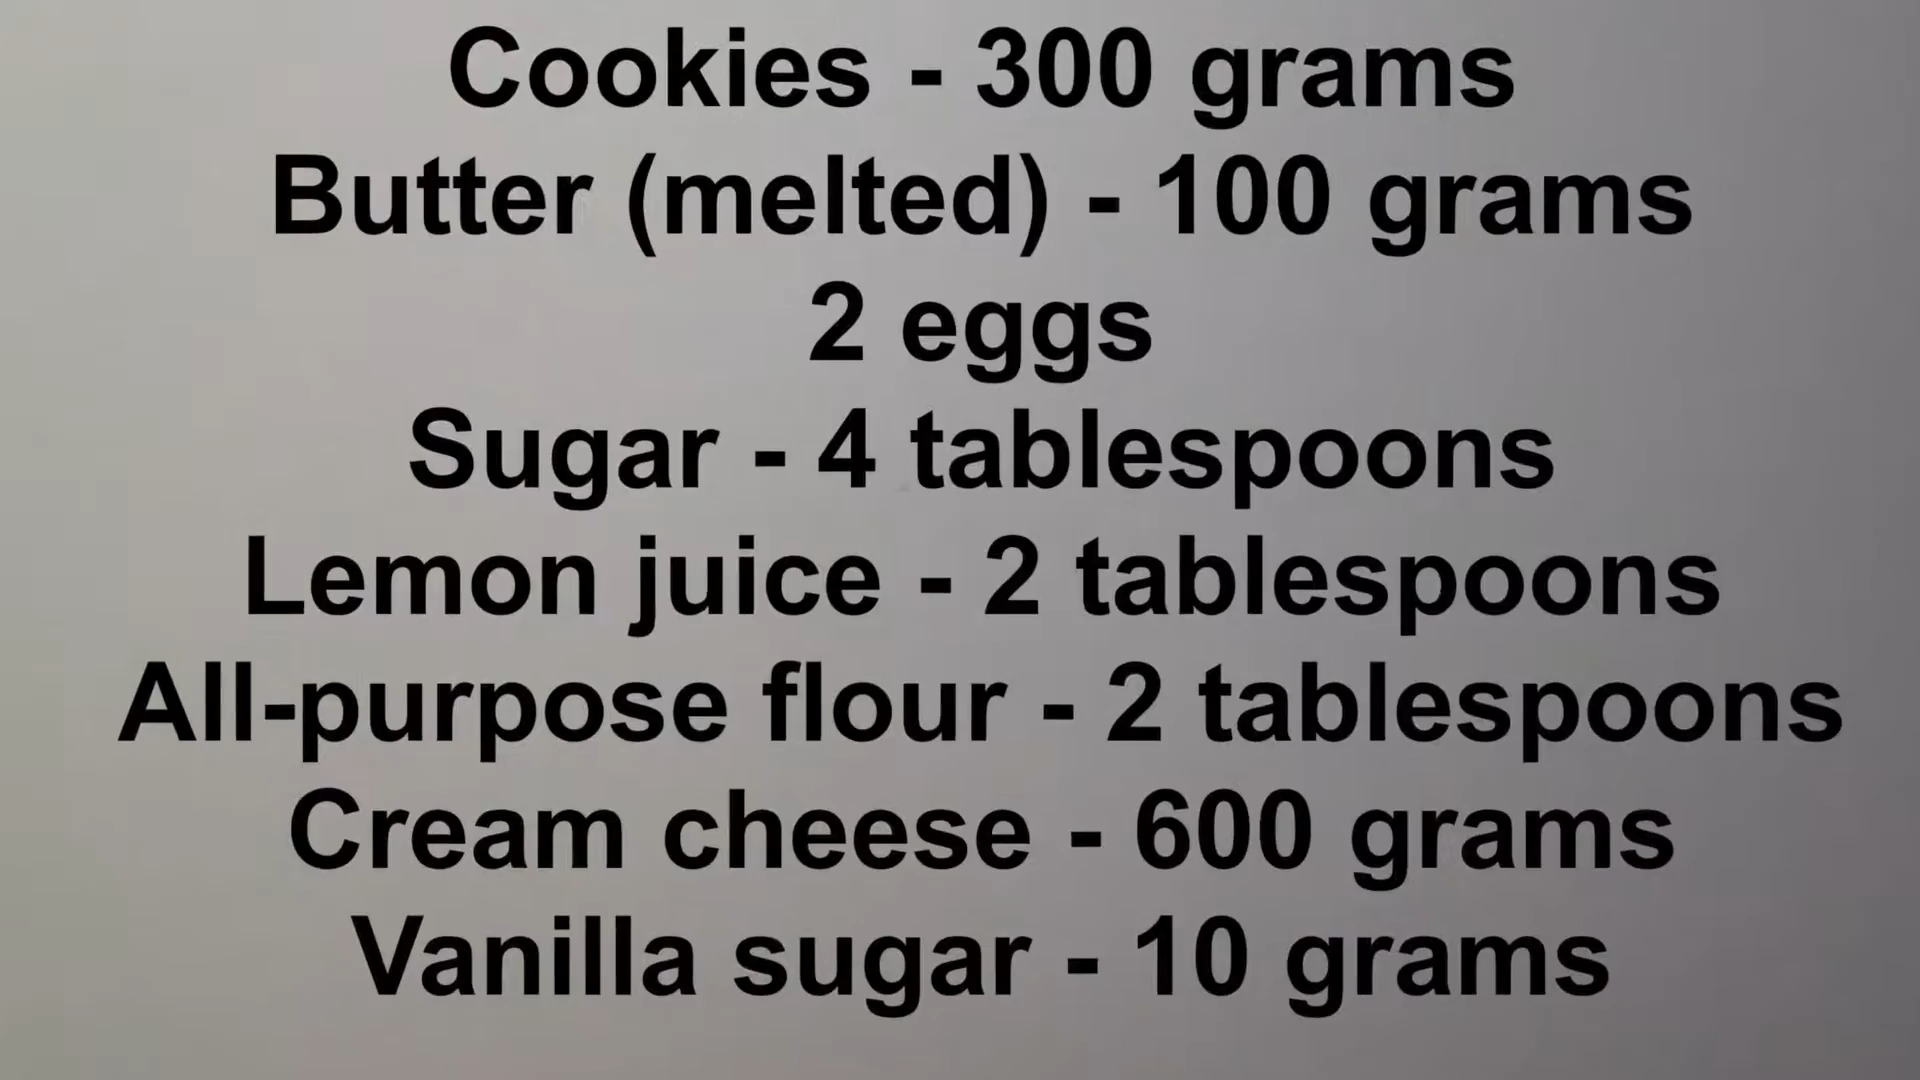 Cookies - 300 grams
Butter (melted) - 100 grams
2 eggs
Sugar - 4 tablespoons
Lemon juice - 2 tablespoons
All-purpose flour - 2 tablespoons
Cream cheese - 600 grams
Vanilla sugar - 10 grams